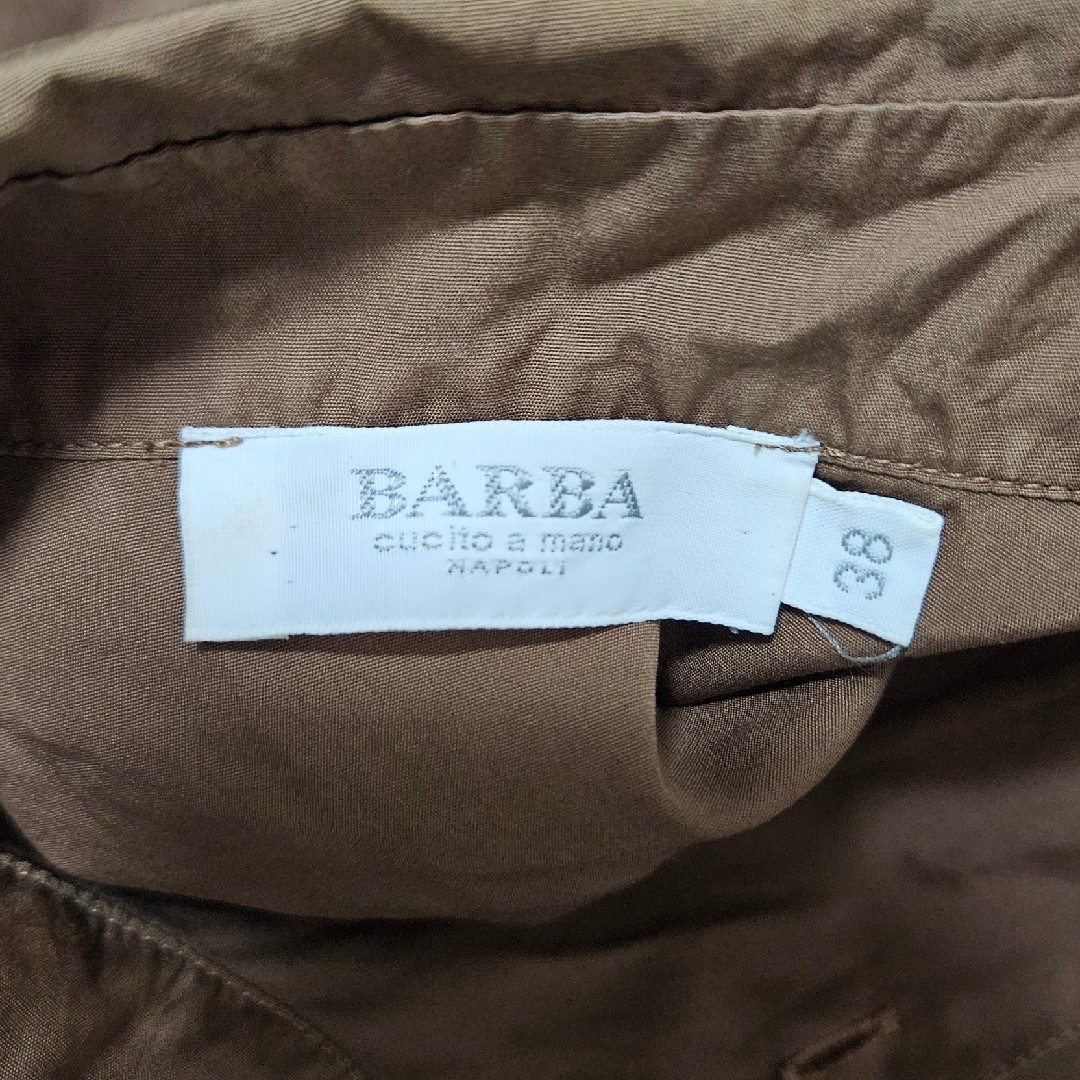 BARBA
cucito a mano
NAPOLI
38